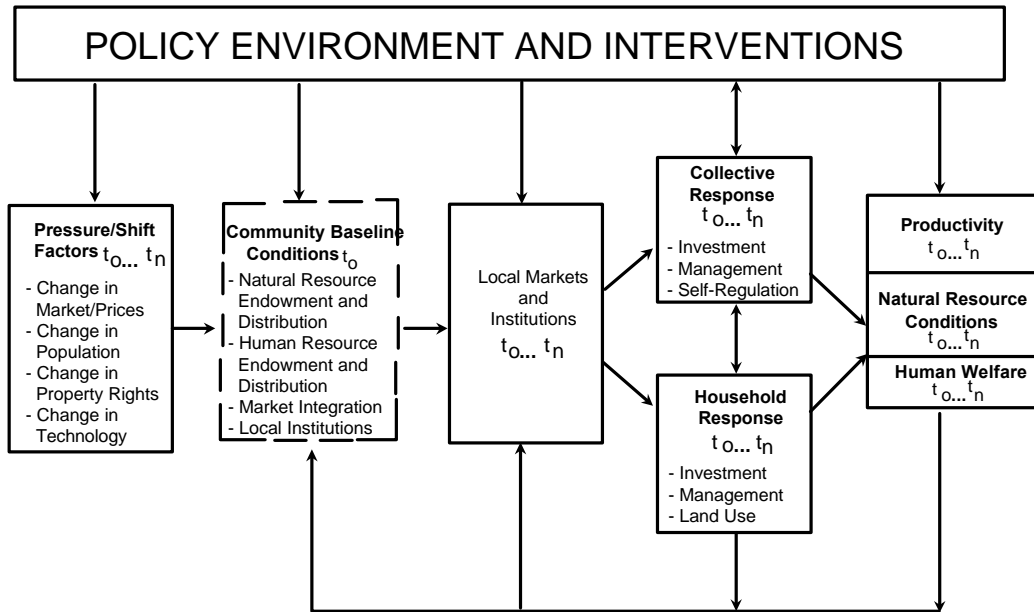 POLICY ENVIRONMENT AND INTERVENTIONS
Pressure/Shift
Factors to... tn
- Change in
Market/Prices
- Change in
Population
- Change in
Property Rights
- Change in
Technology
Community Baseline
Conditions to
- Natural Resource
Endowment and
Distribution
- Human Resource
Endowment and
Distribution
- Market Integration
- Local Institutions
Local Markets
and
Institutions
to... tn
Collective
Response
to... tn
- Investment
- Management
- Self-Regulation
Household
Response
to... tn
- Investment
- Management
- Land Use
Productivity
to... tn
Natural Resource
Conditions
to... tn
Human Welfare
to... tn